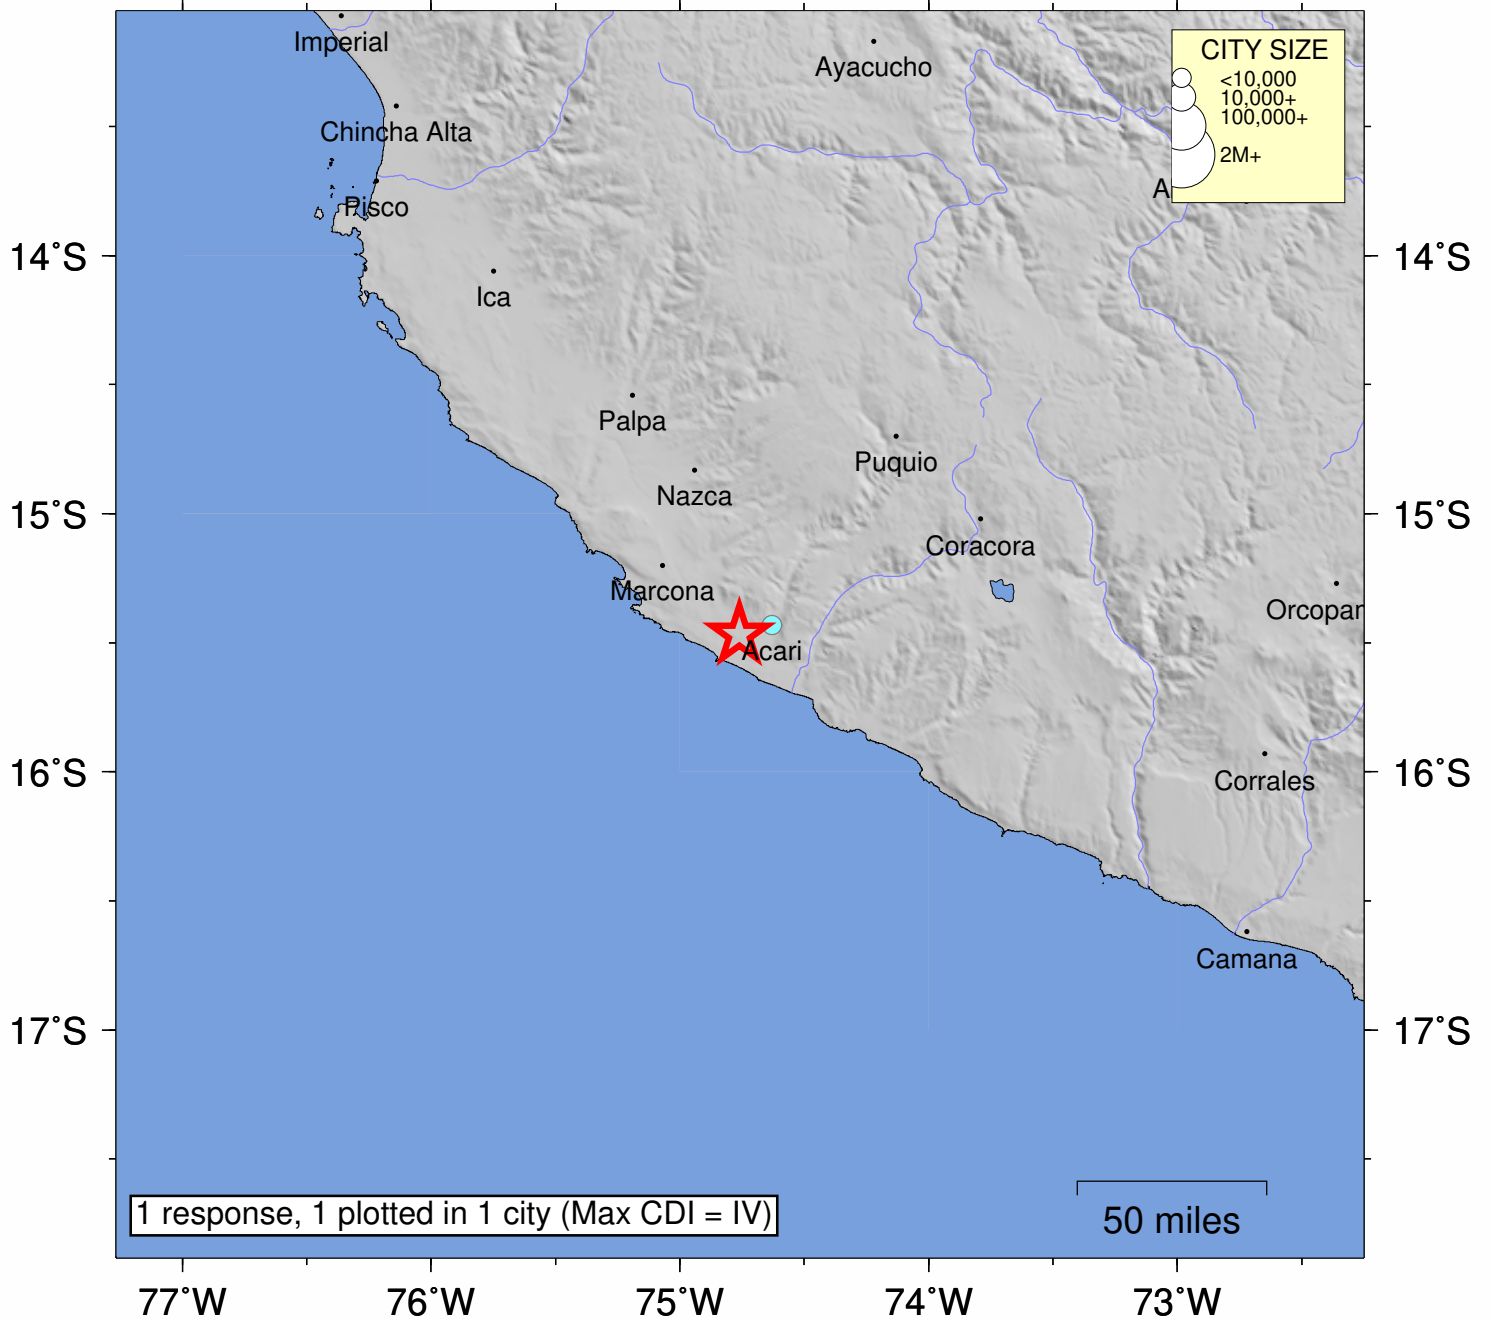 Imperial
Ayacucho
CITY SIZE
<10,000
10,000+
100,000+
2M+
Chincha Alta
A
Pisco
14°S
14°S
Ica
Palpa
Puquio
Nazca
15°S
15°S
Coracora
Marcona
Orcopar
Acari
16°S
16°S
Corrales
Camana
17°S
17°S
1 response, 1 plotted in 1 city (Max CDI = IV)
50 miles
77°W
76°W
75°W
74°W
73°W